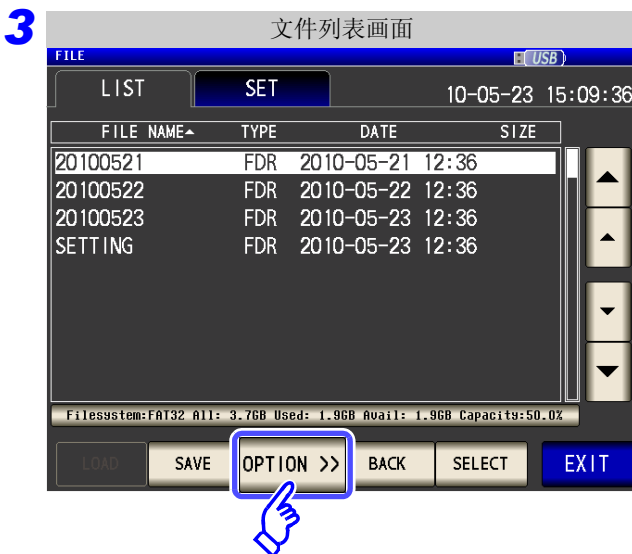 3
文件列表画面
FILE USB
LIST SET 10-05-23 15:09:36
FILE NAME▲ TYPE DATE SIZE
20100521 FDR 2010-05-21 12:36
20100522 FDR 2010-05-22 12:36
20100523 FDR 2010-05-23 12:36
SETTING FDR 2010-05-23 12:36
Filesystem:FAT32 All: 3.7GB Used: 1.9GB Avail: 1.9GB Capacity:50.0%
LOAD SAVE OPTION >> BACK SELECT EXIT